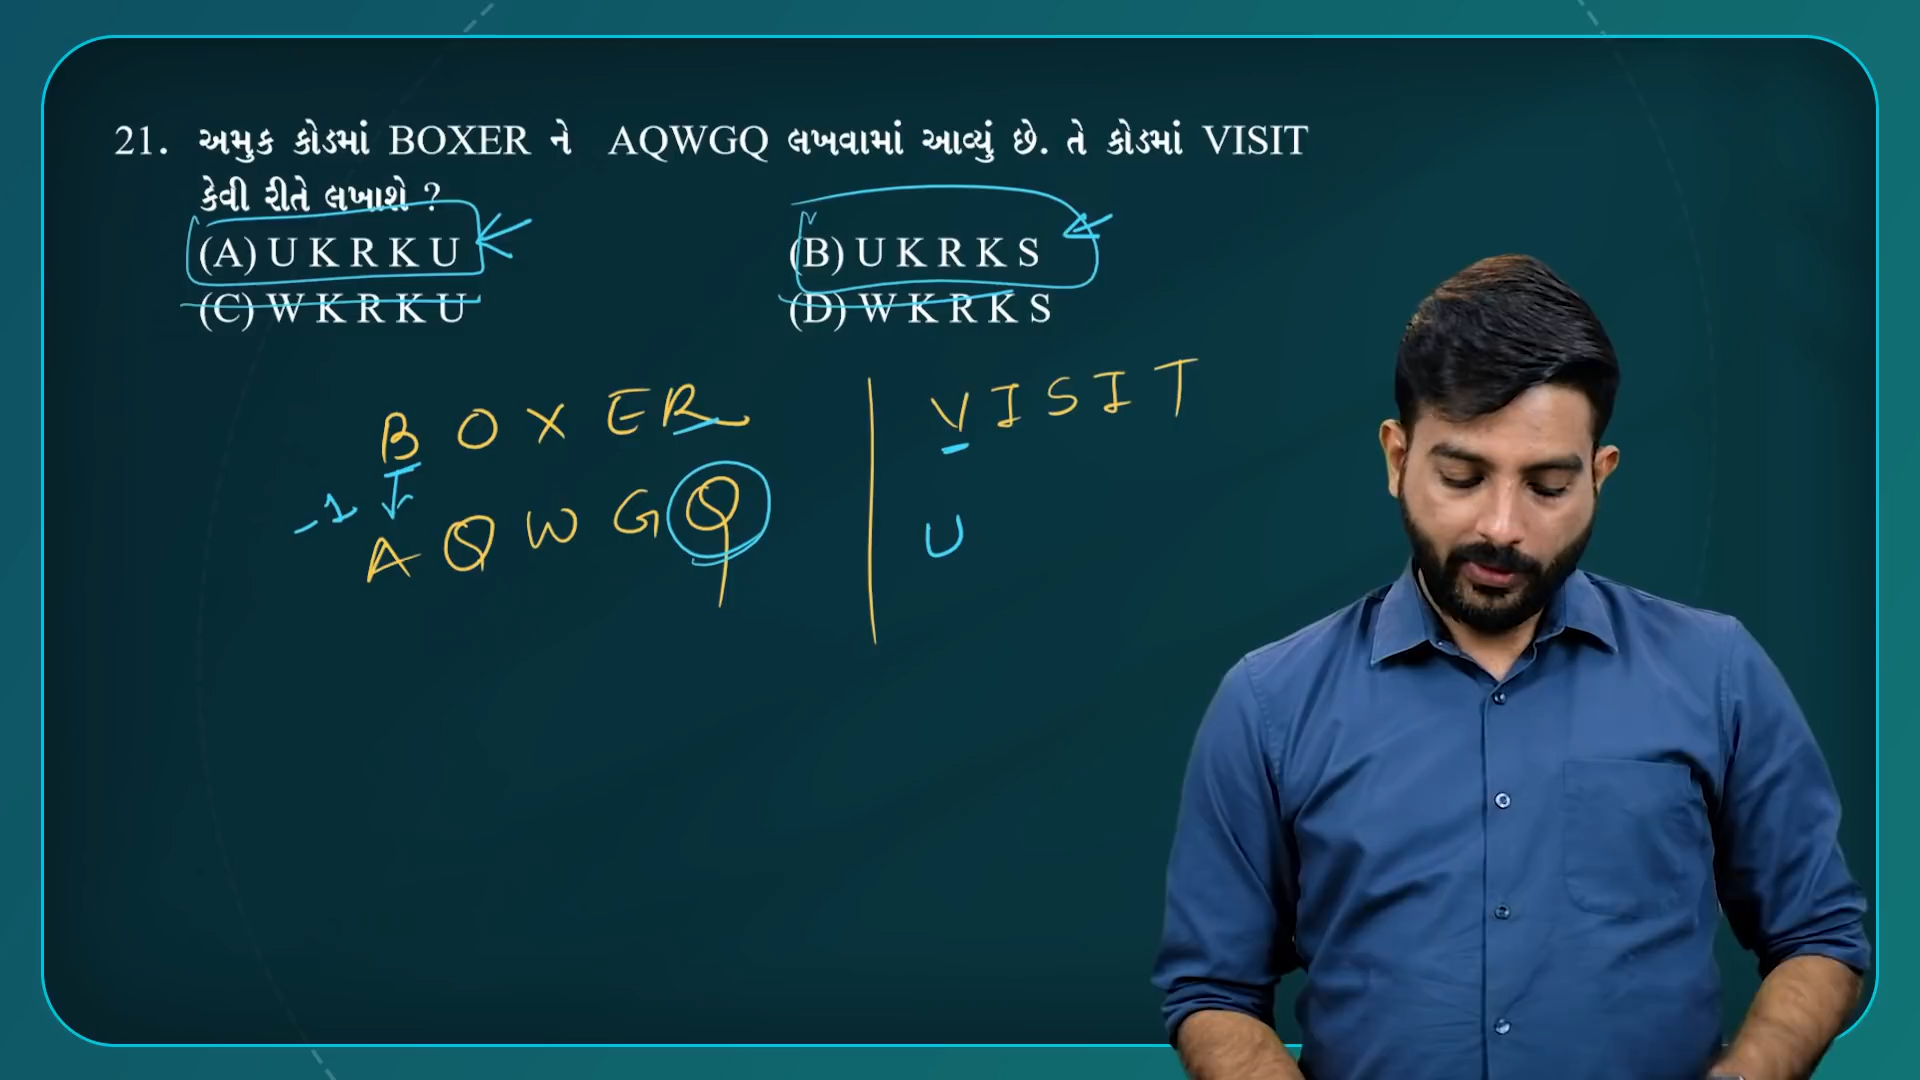 21. અમુક કોડમાં BOXER ને AQWGQ લખવામાં આવ્યું છે. તે કોડમાં VISIT
કેવી રીતે લખાશે ?
(A) U K R K U (B) U K R K S
(C) W K R K U (D) W K R K S
B O X E R V I S I T
-1
A Q W G Q U